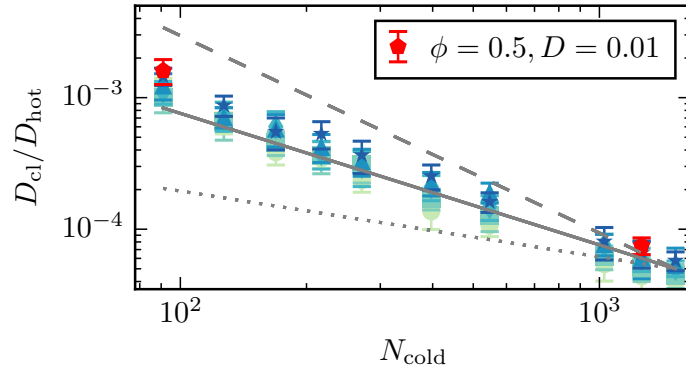 ϕ = 0.5, D = 0.01
10⁻³
10⁻⁴
D_cl/D_hot
10² 10³
N_cold